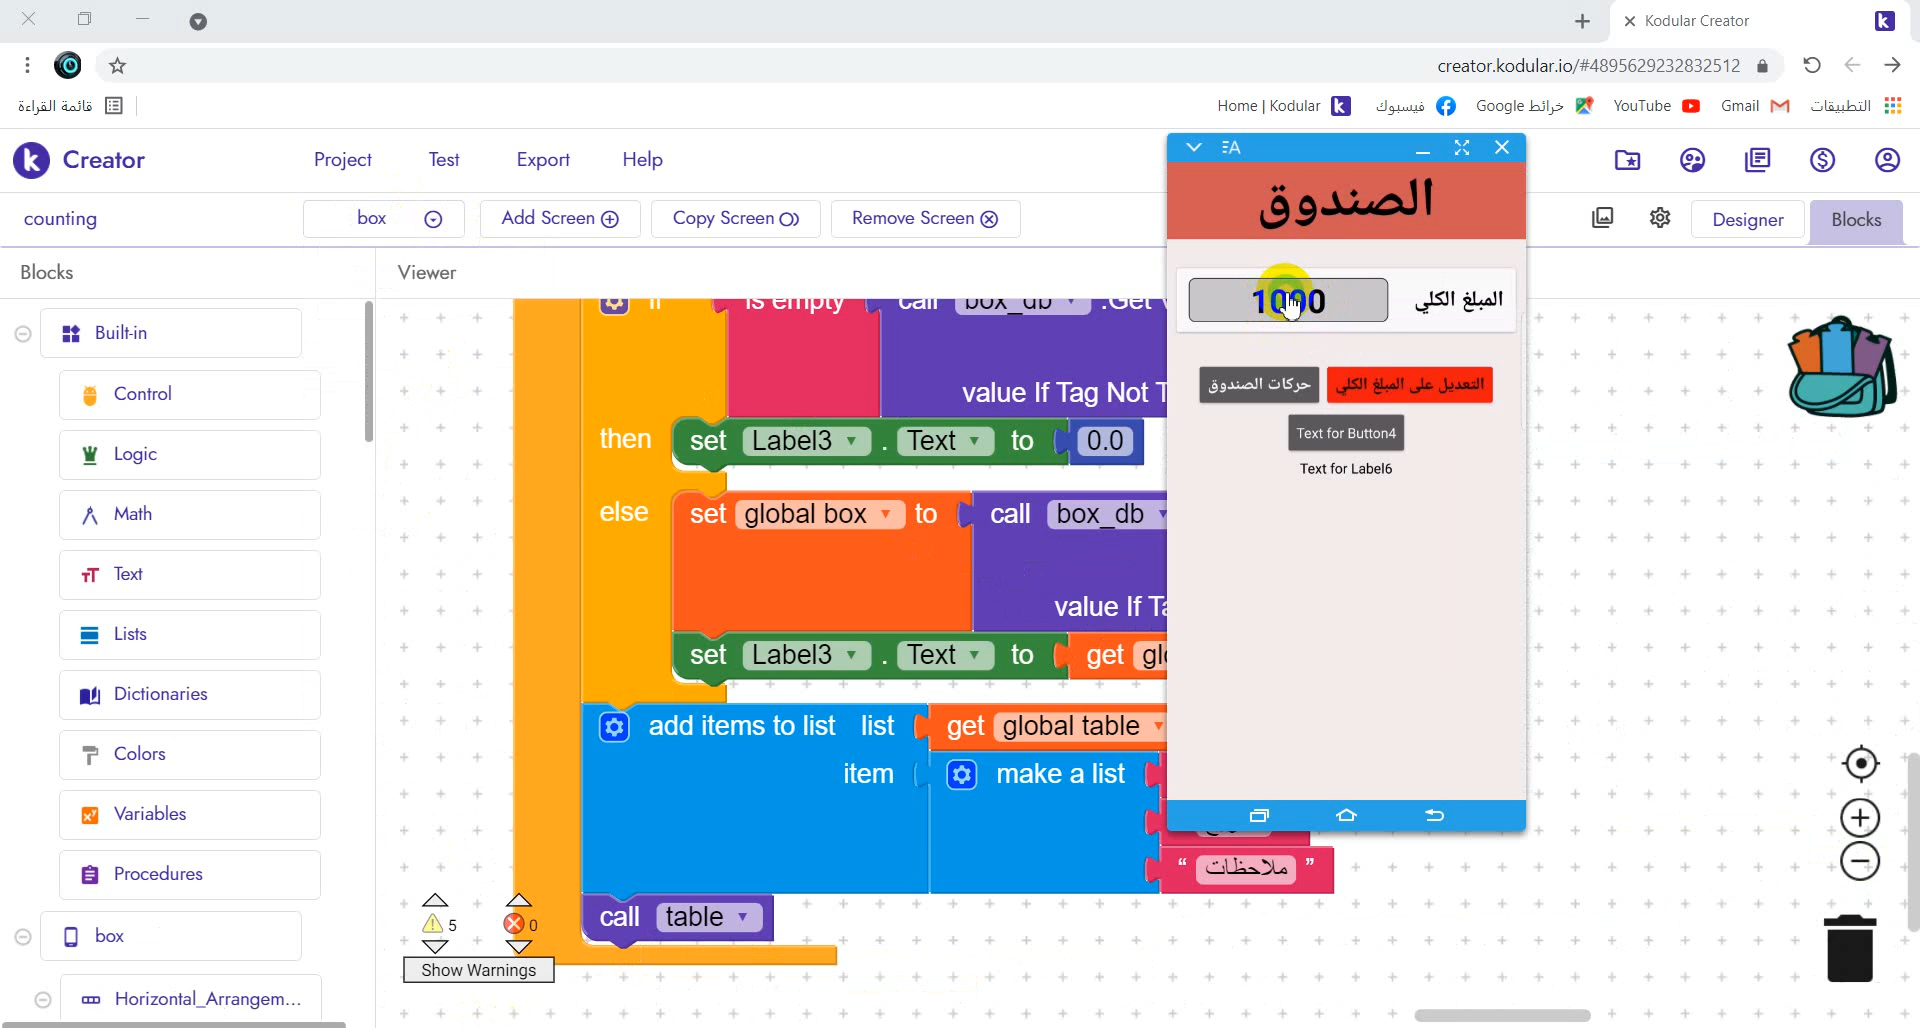 Kodular Creator
creator.kodular.io/#4895629232832512
قائمة القراءة
Home | Kodular
فيسبوك
خرائط Google
YouTube
Gmail
التطبيقات
Creator
Project
Test
Export
Help
counting
box
Add Screen
Copy Screen
Remove Screen
Designer
Blocks
Blocks
Viewer
Built-in
Control
Logic
Math
Text
Lists
Dictionaries
Colors
Variables
Procedures
box
Horizontal_Arrangem...
if is empty call box_db .Get
value If Tag Not T
then set Label3 . Text to 0.0
else set global box to call box_db
value If Ta
set Label3 . Text to get gl
add items to list list get global table
item make a list
“ ملاحظات ”
call table
5
0
Show Warnings
الصندوق
المبلغ الكلي
1000
التعديل على المبلغ الكلي
حركات الصندوق
Text for Button4
Text for Label6